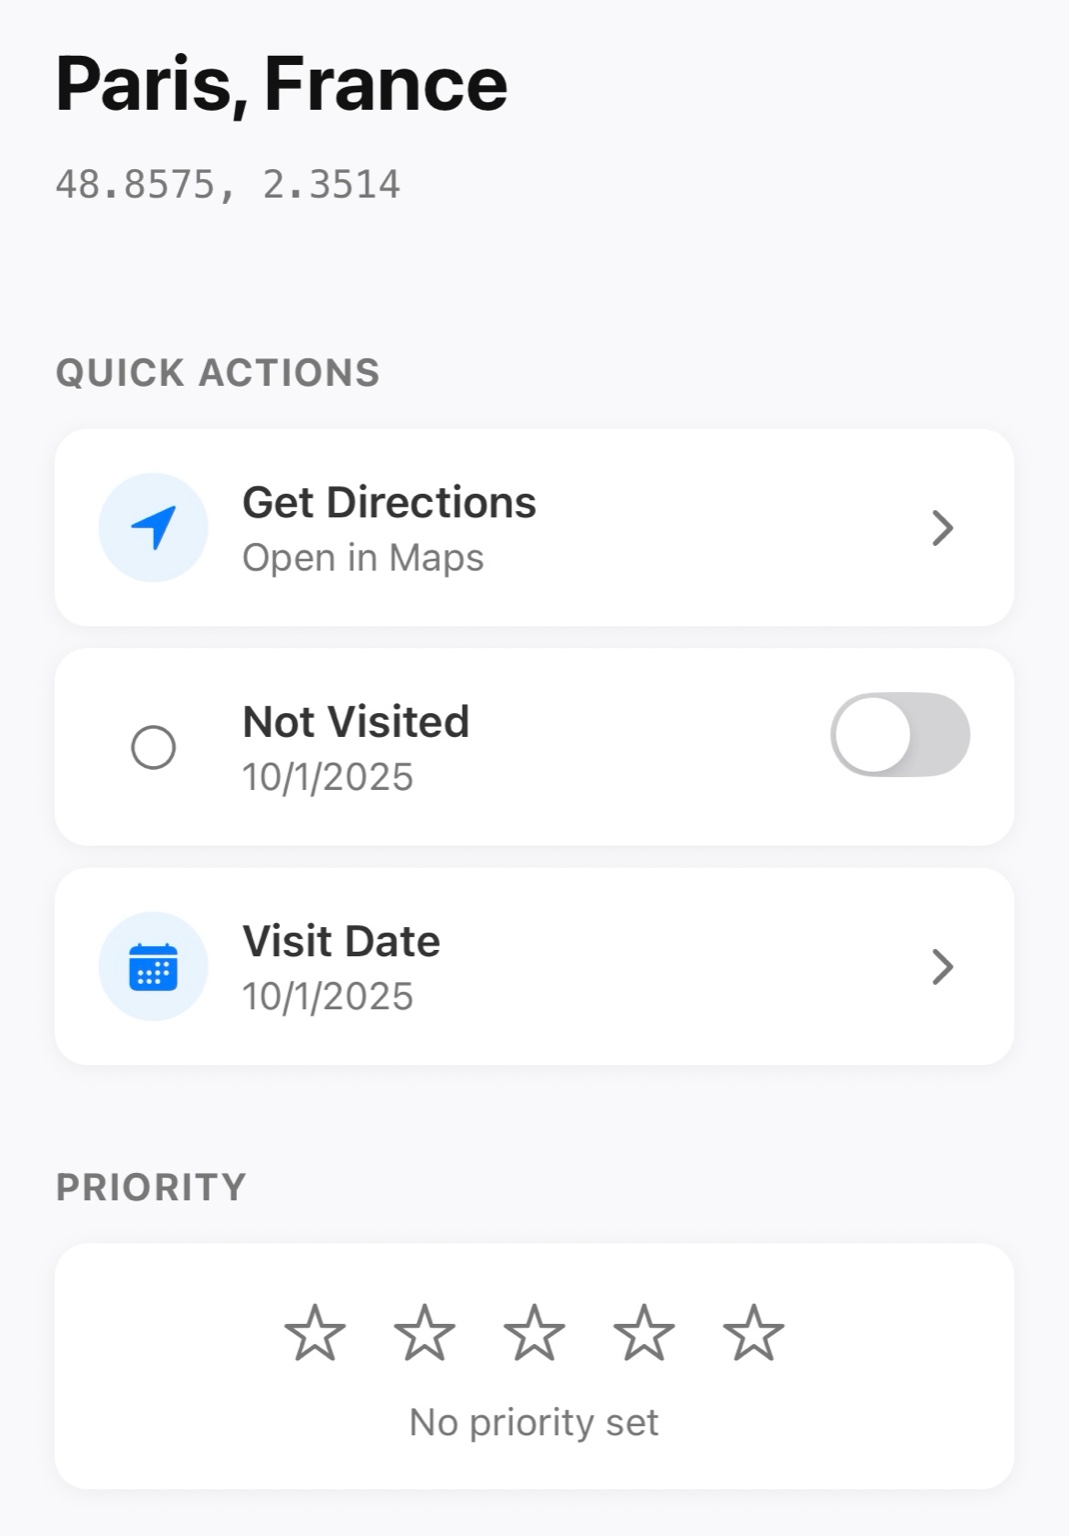 Paris, France
48.8575, 2.3514
QUICK ACTIONS
Get Directions
Open in Maps
Not Visited
10/1/2025
Visit Date
10/1/2025
PRIORITY
No priority set